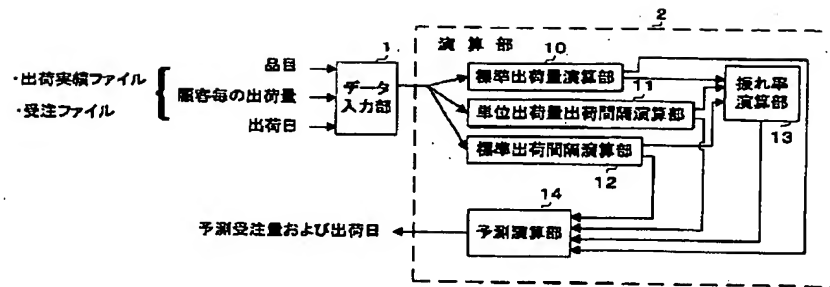 2
演算部
・出荷実績ファイル
・受注ファイル
品目
顧客毎の出荷量
出荷日
1
データ
入力部
10
標準出荷量演算部
11
単位出荷量出荷間隔演算部
標準出荷間隔演算部
12
振れ率
演算部
13
14
予測演算部
予測受注量および出荷日